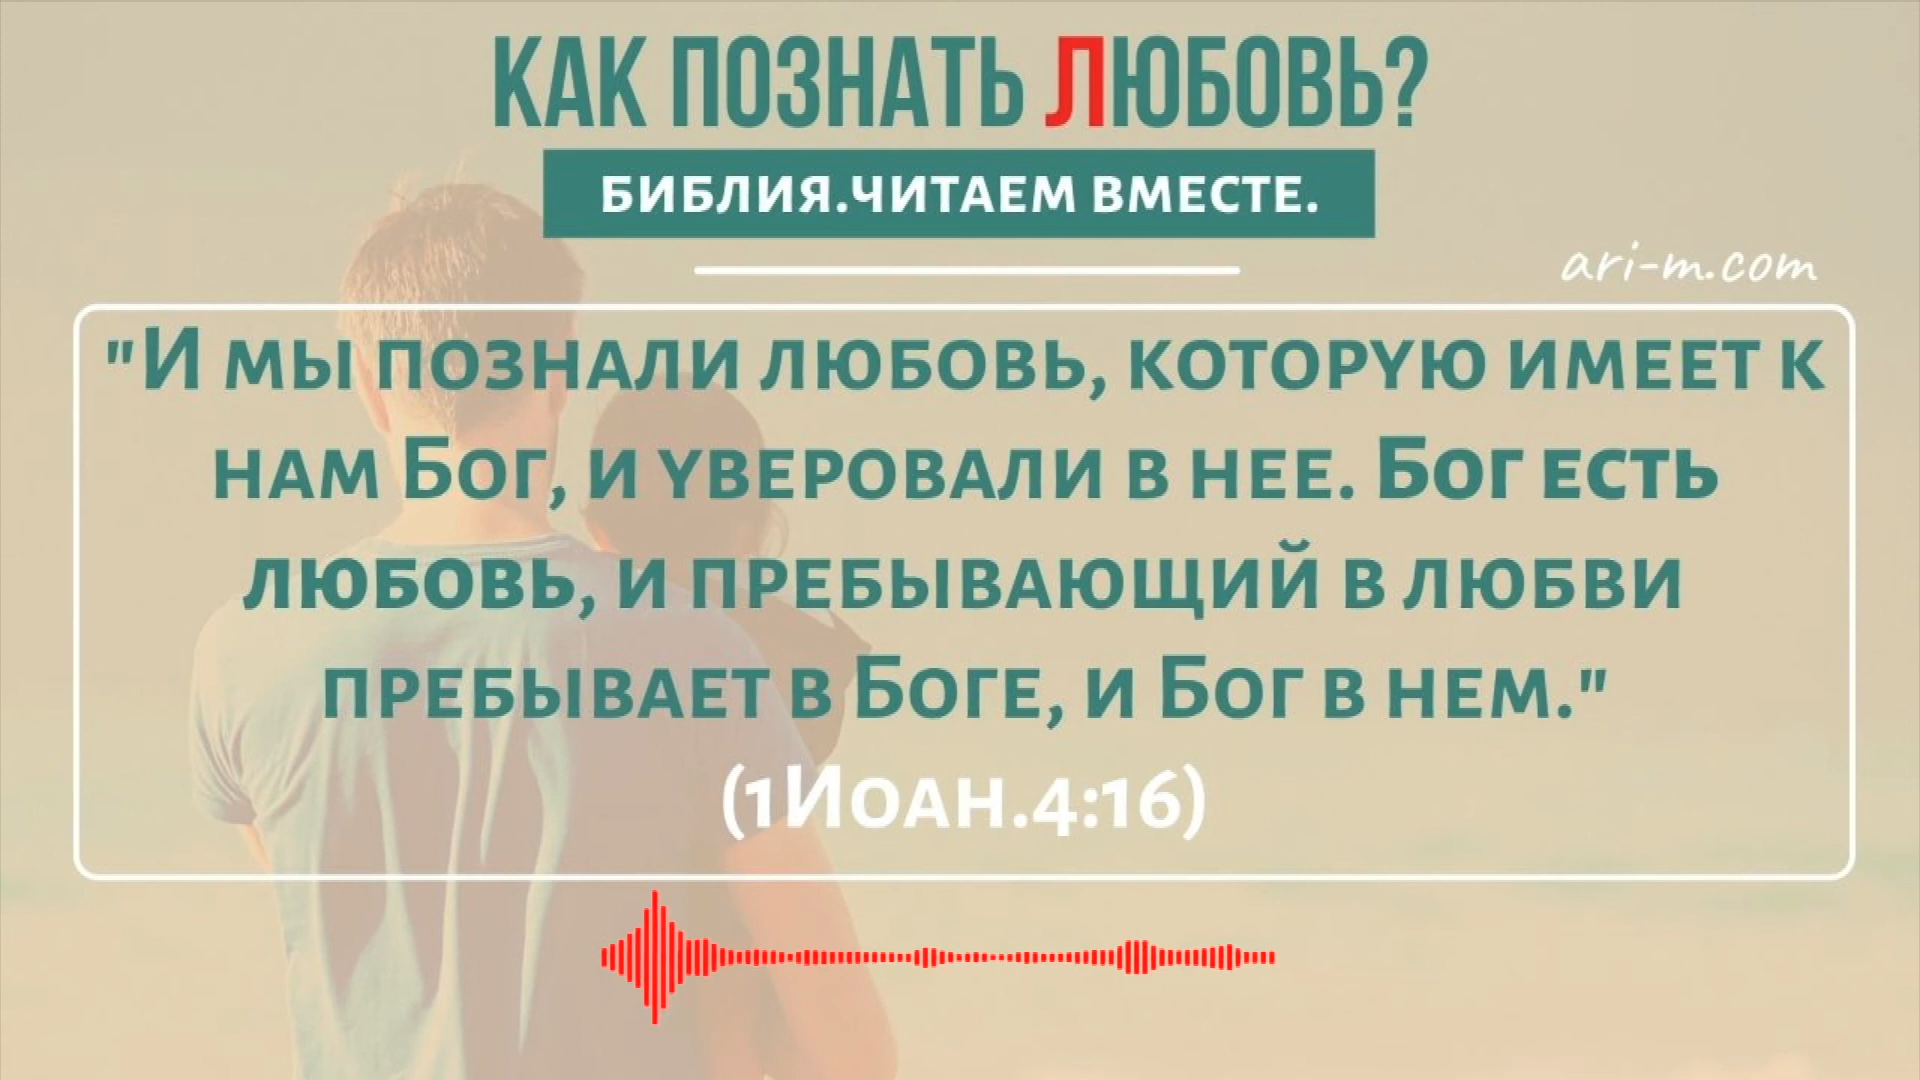 КАК ПОЗНАТЬ ЛЮБОВЬ?
БИБЛИЯ.ЧИТАЕМ ВМЕСТЕ.
ari-m.com
"И мы познали любовь, которую имеет к
нам Бог, и уверовали в нее. Бог есть
любовь, и пребывающий в любви
пребывает в Боге, и Бог в нем."
(1Иоан.4:16)